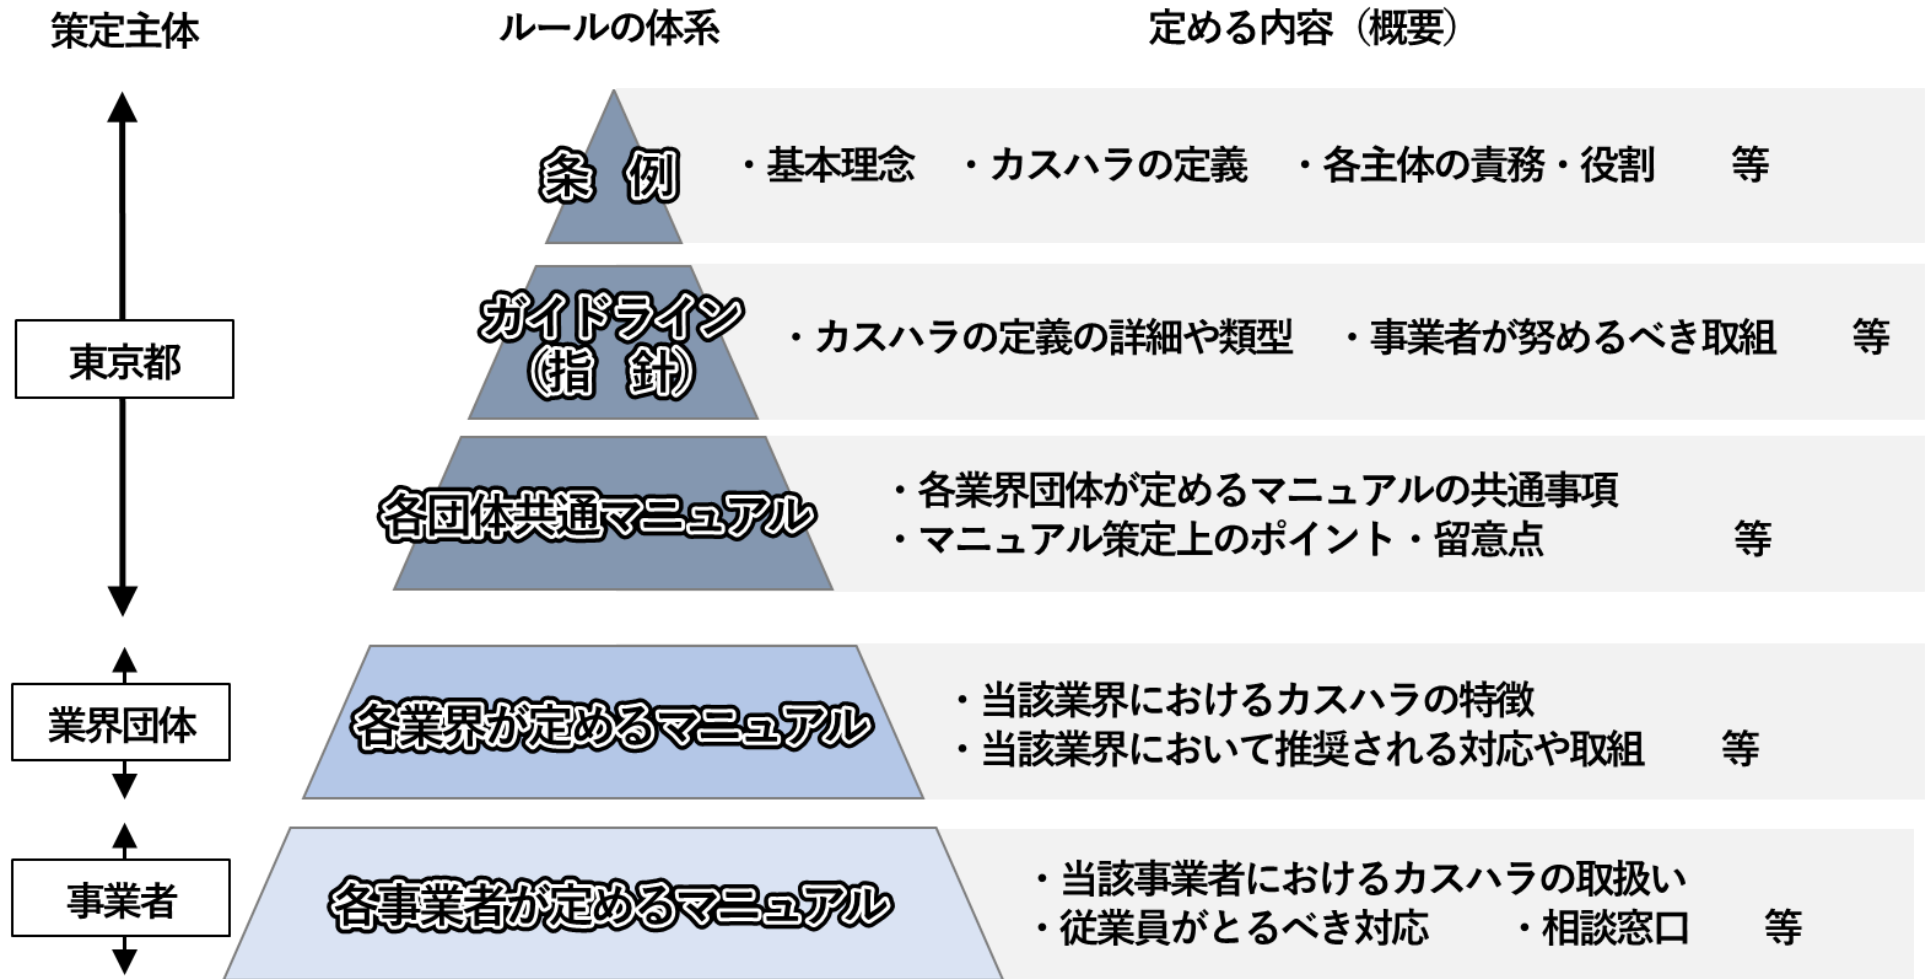 策定主体
ルールの体系
定める内容（概要）
条　例
・基本理念　・カスハラの定義　・各主体の責務・役割　　等
東京都
ガイドライン
（指　針）
・カスハラの定義の詳細や類型　・事業者が努めるべき取組　　等
各団体共通マニュアル
・各業界団体が定めるマニュアルの共通事項
・マニュアル策定上のポイント・留意点　　等
業界団体
各業界が定めるマニュアル
・当該業界におけるカスハラの特徴
・当該業界において推奨される対応や取組　　等
事業者
各事業者が定めるマニュアル
・当該事業者におけるカスハラの取扱い
・従業員がとるべき対応　　・相談窓口　　等